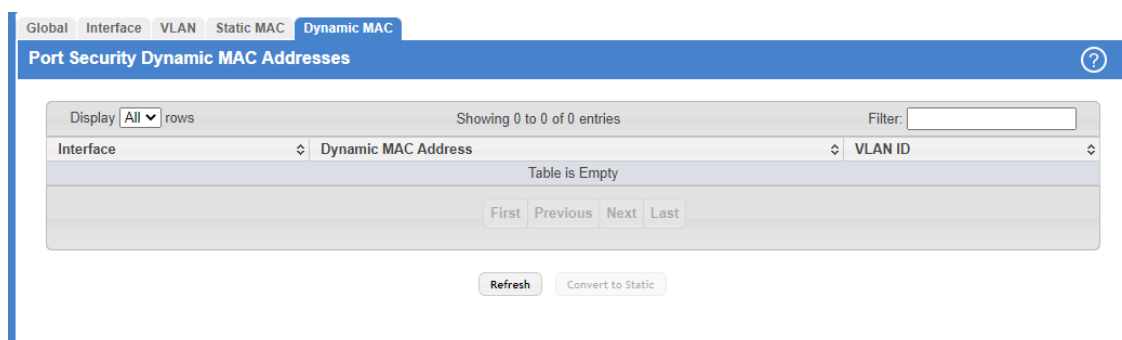 Global Interface VLAN Static MAC Dynamic MAC
Port Security Dynamic MAC Addresses ?
Display All rows Showing 0 to 0 of 0 entries Filter:
Interface Dynamic MAC Address VLAN ID
Table is Empty
First Previous Next Last
Refresh Convert to Static